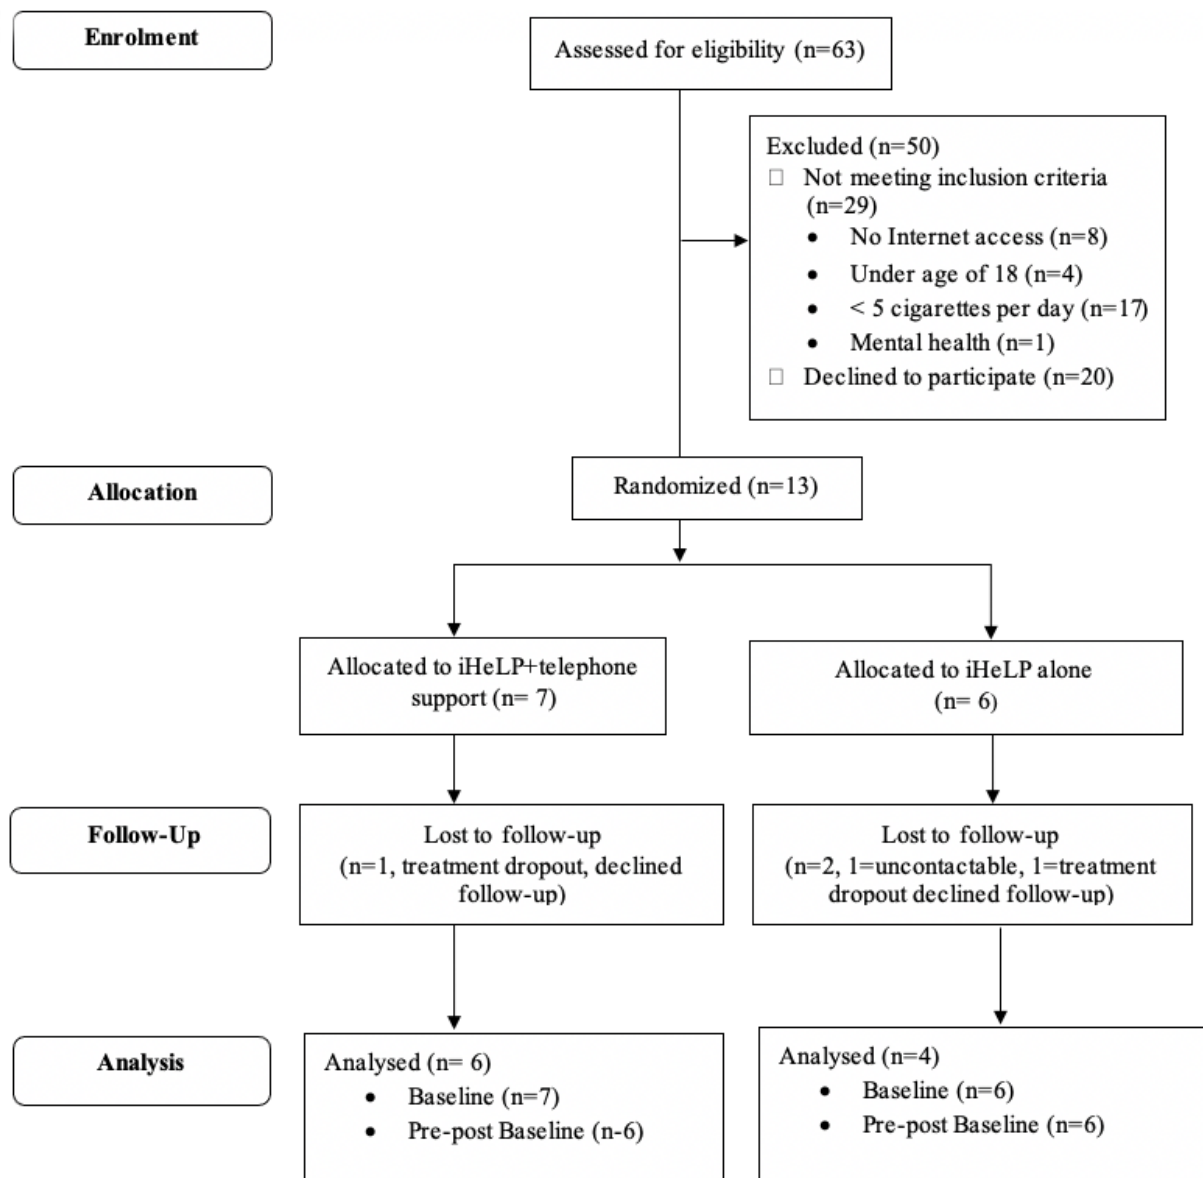 Enrolment
Assessed for eligibility (n=63)
Excluded (n=50)
□ Not meeting inclusion criteria
(n=29)
• No Internet access (n=8)
• Under age of 18 (n=4)
• < 5 cigarettes per day (n=17)
• Mental health (n=1)
□ Declined to participate (n=20)
Allocation
Randomized (n=13)
Allocated to iHeLP+telephone
support (n= 7)
Allocated to iHeLP alone
(n= 6)
Follow-Up
Lost to follow-up
(n=1, treatment dropout, declined
follow-up)
Lost to follow-up
(n=2, 1=uncontactable, 1=treatment
dropout declined follow-up)
Analysis
Analysed (n= 6)
• Baseline (n=7)
• Pre-post Baseline (n-6)
Analysed (n=4)
• Baseline (n=6)
• Pre-post Baseline (n=6)